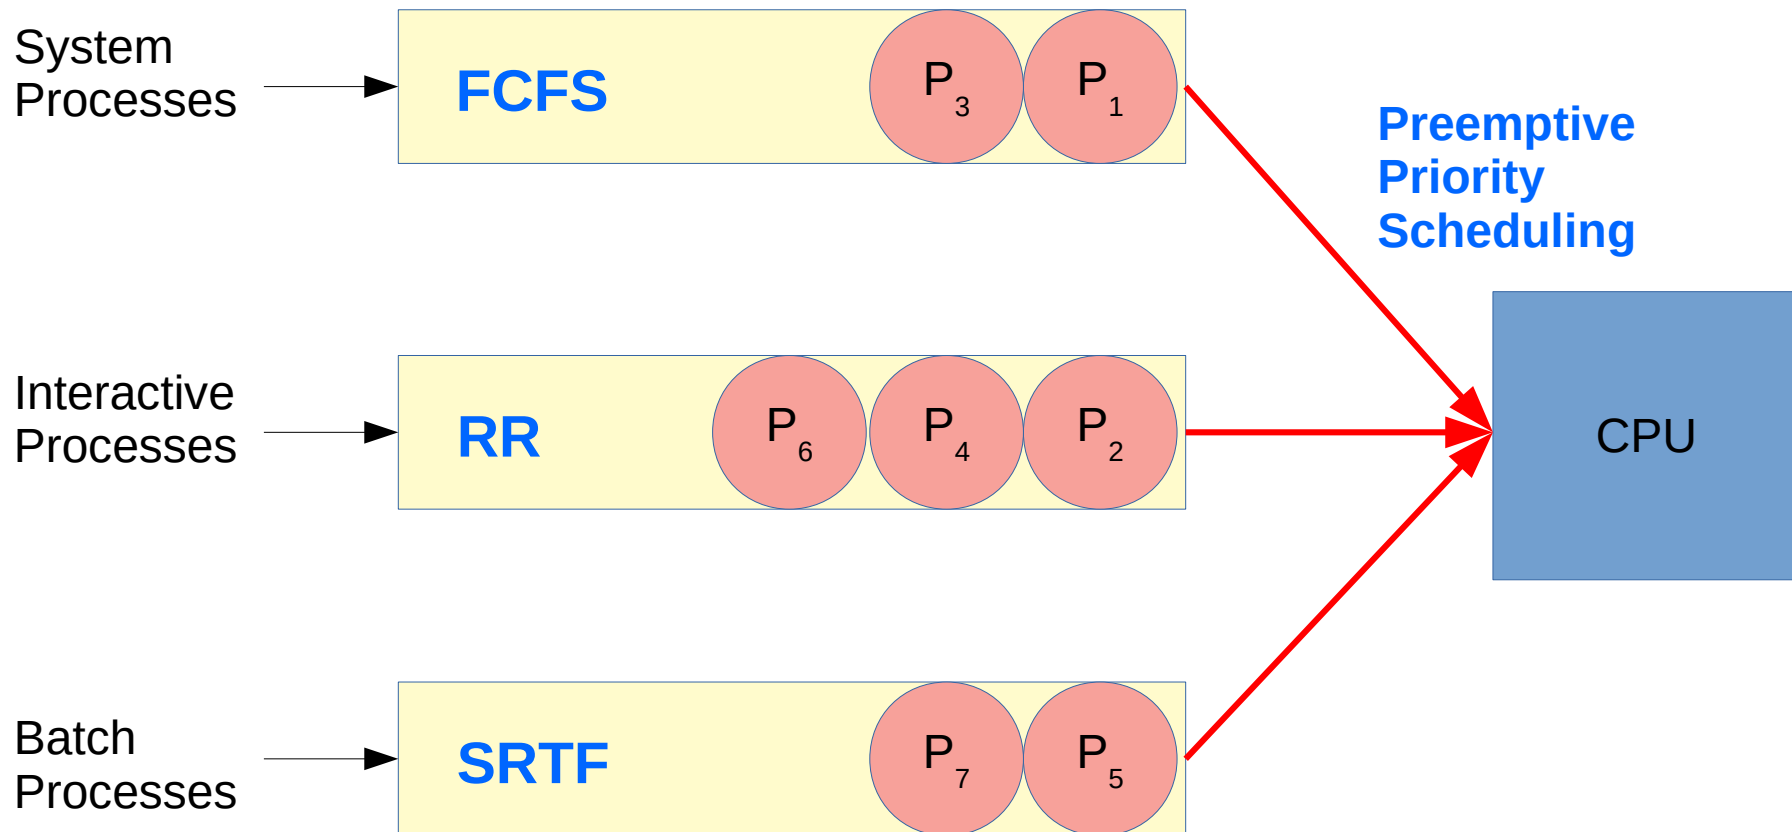 System
Processes
FCFS
P3
P1
Preemptive
Priority
Scheduling
Interactive
Processes
RR
P6
P4
P2
CPU
Batch
Processes
SRTF
P7
P5